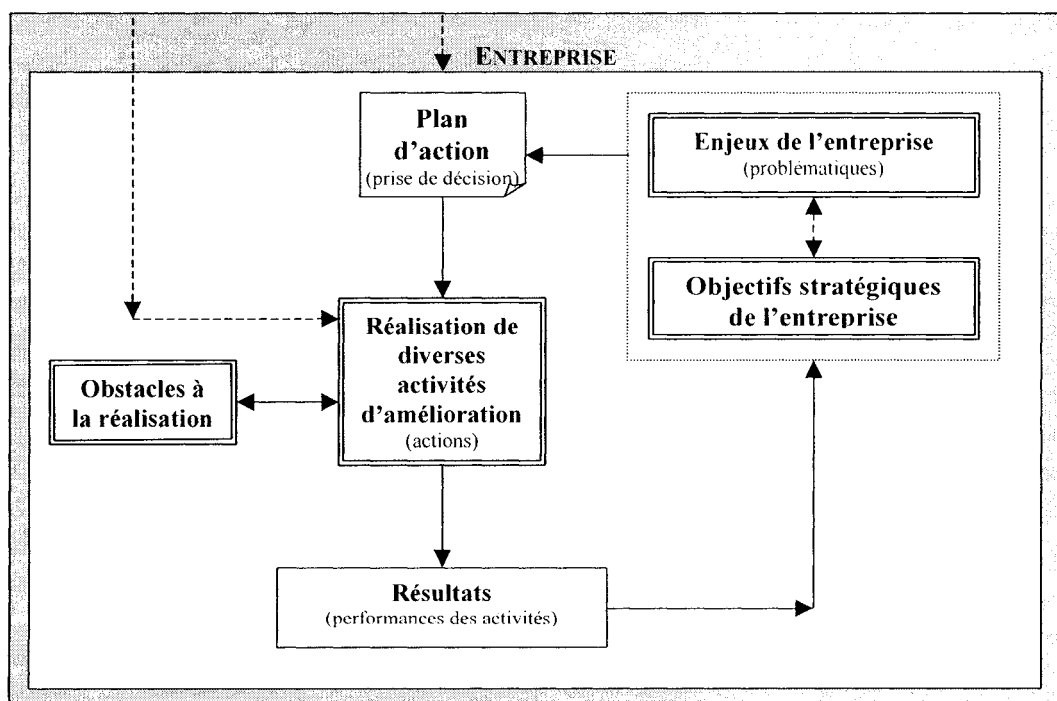 ENTREPRISE
Plan
d'action
(prise de décision)
Enjeux de l'entreprise
(problématiques)
Objectifs stratégiques
de l'entreprise
Réalisation de
diverses
activités
d'amélioration
(actions)
Obstacles à
la réalisation
Résultats
(performances des activités)